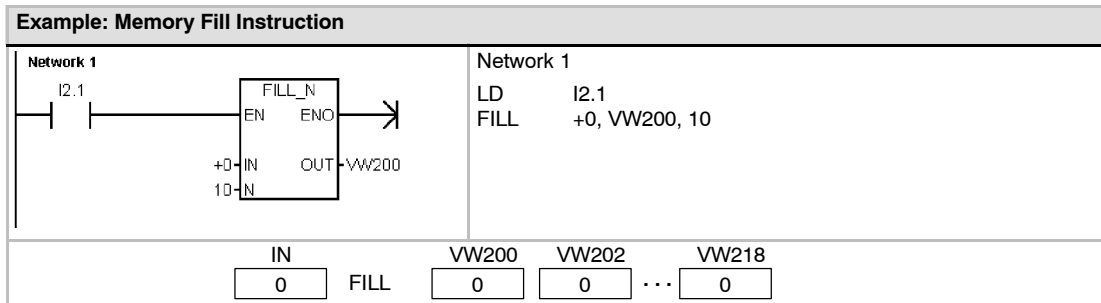 Example: Memory Fill Instruction
Network 1
I2.1
FILL_N
EN ENO
+0 IN OUT VW200
10 N
Network 1
LD I2.1
FILL +0, VW200, 10
IN VW200 VW202 VW218
0 FILL 0 0 ... 0